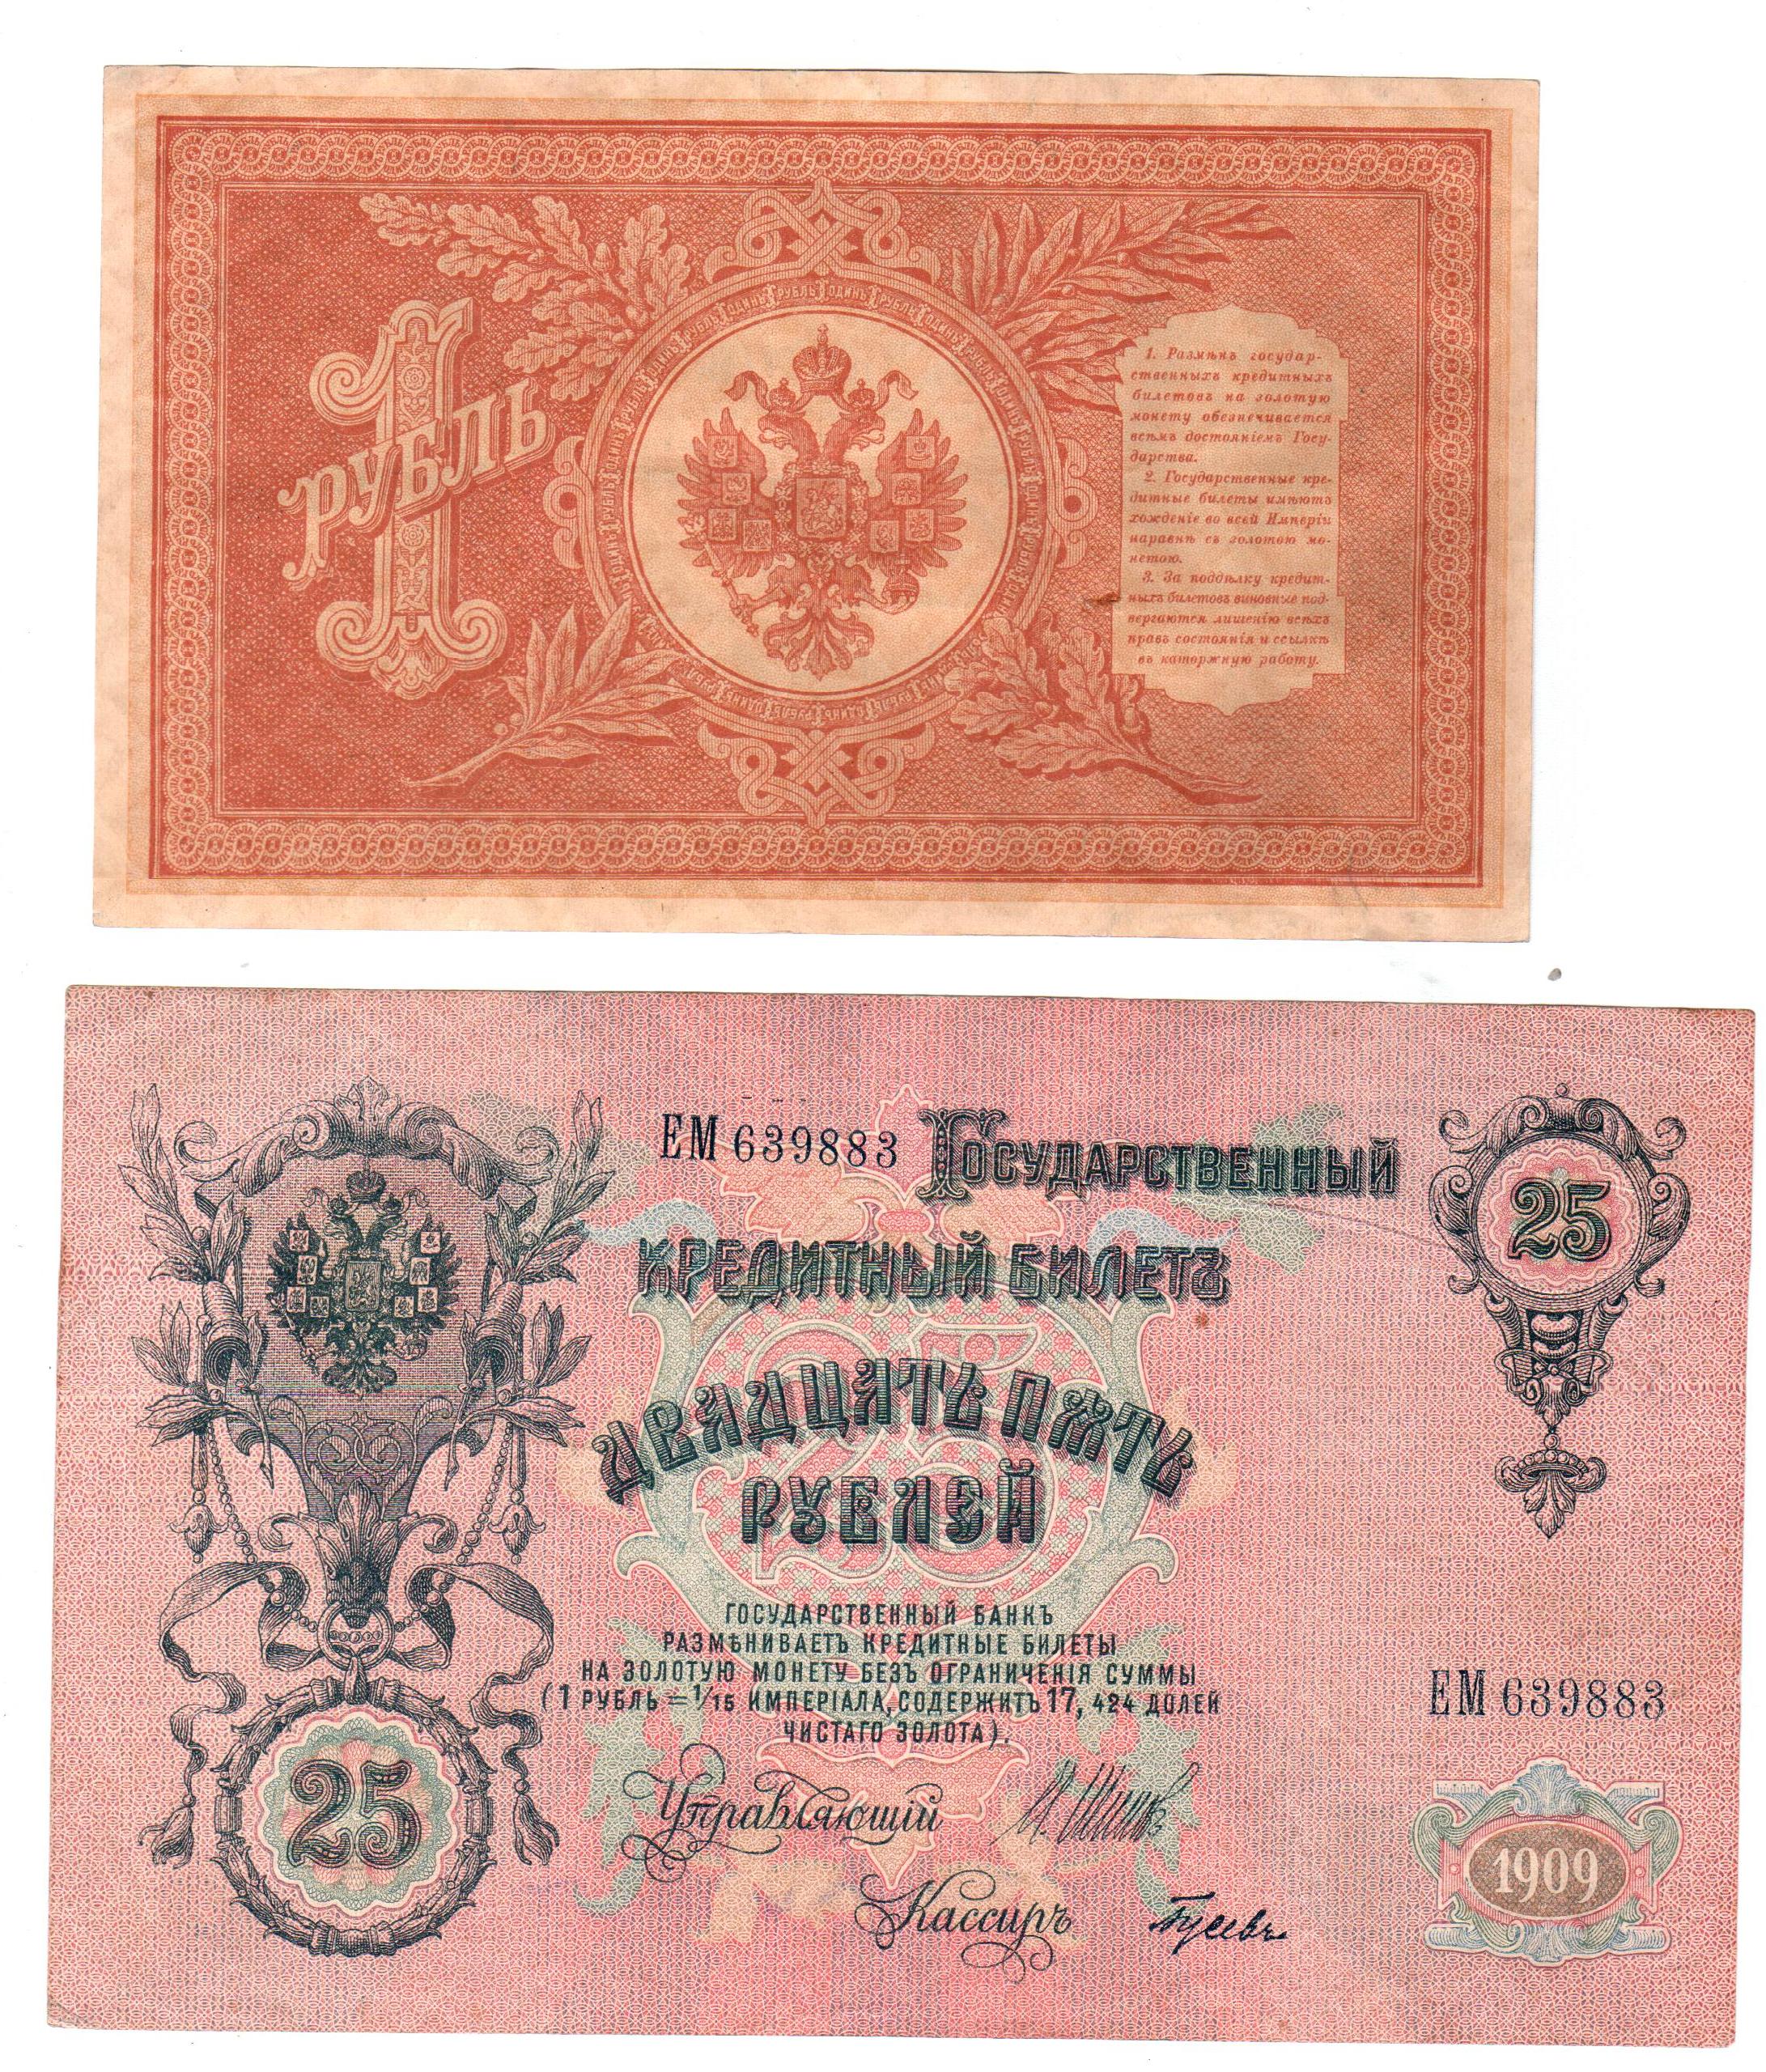 1
РУБЛЬ
1. Размѣнъ государ-
ственныхъ кредитныхъ
билетовъ на золотую
монету обезпечивается
всѣмъ достояніемъ Госу-
дарства.
2. Государственные кре-
дитные билеты имѣютъ
хожденіе во всей Имперіи
наравнѣ съ золотою мо-
нетою.
3. За поддѣлку кредит-
ныхъ билетовъ виновные под-
вергаются лишенію всѣхъ
правъ состоянія и ссылкѣ
въ каторжную работу.
ЕМ 639883 ГОСУДАРСТВЕННЫЙ
КРЕДИТНЫЙ БИЛЕТЪ
25
ДВАДЦАТЬ ПЯТЬ
РУБЛЕЙ
25
ГОСУДАРСТВЕННЫЙ БАНКЪ
РАЗМѢНИВАЕТЪ КРЕДИТНЫЕ БИЛЕТЫ
НА ЗОЛОТУЮ МОНЕТУ БЕЗЪ ОГРАНИЧЕНІЯ СУММЫ
(1 РУБЛЬ = 1/15 ИМПЕРІАЛА, СОДЕРЖИТЪ 17, 424 ДОЛЕЙ
ЧИСТАГО ЗОЛОТА).
ЕМ 639883
25
Управляющій
Кассиръ
Гусевъ
1909